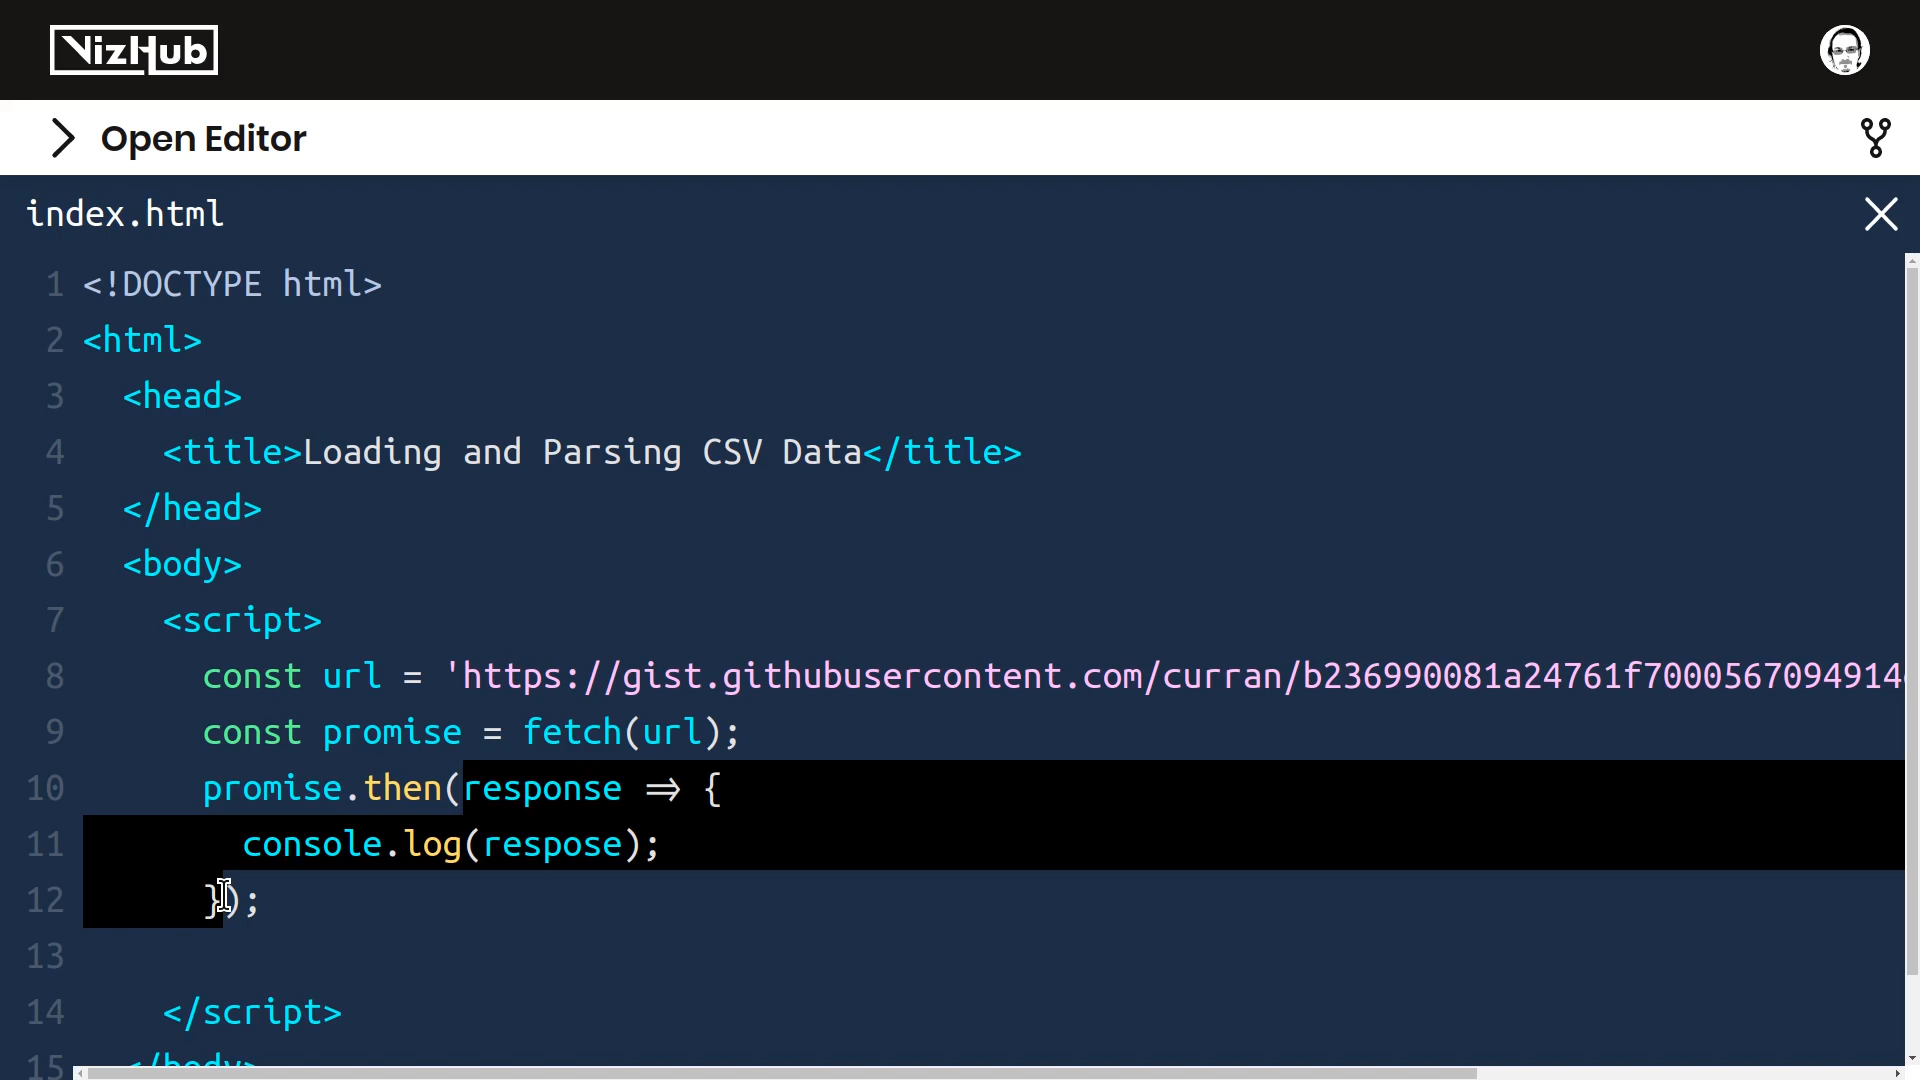 VizHub
Open Editor
index.html
1 <!DOCTYPE html>
2 <html>
3 <head>
4 <title>Loading and Parsing CSV Data</title>
5 </head>
6 <body>
7 <script>
8 const url = 'https://gist.githubusercontent.com/curran/b236990081a24761f7000567094914
9 const promise = fetch(url);
10 promise.then(response => {
11 console.log(respose);
12 });
13
14 </script>
15 </body>